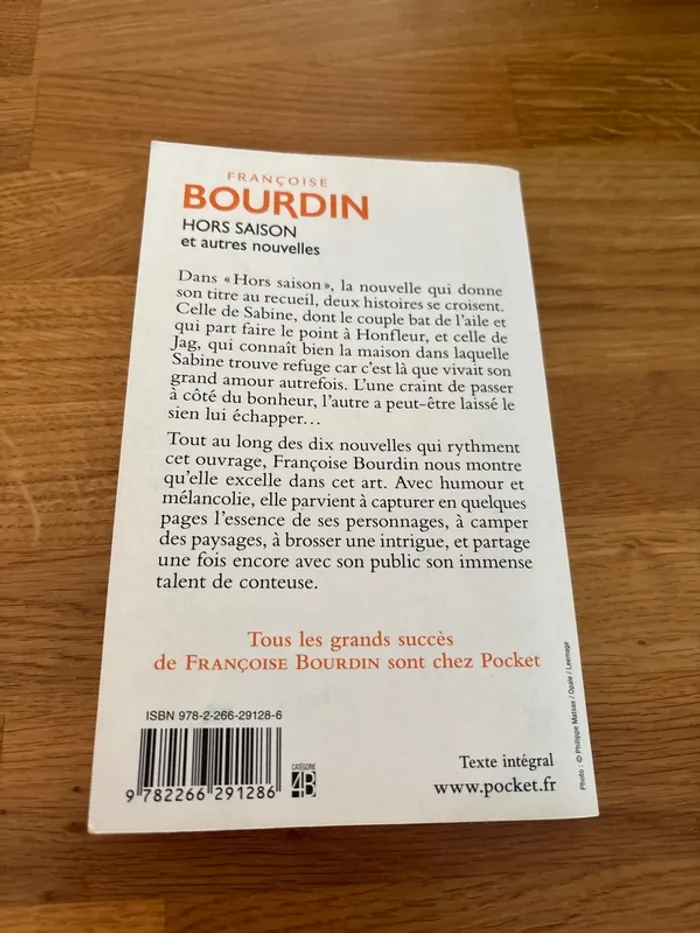 FRANÇOISE
BOURDIN
HORS SAISON
et autres nouvelles
Dans « Hors saison », la nouvelle qui donne
son titre au recueil, deux histoires se croisent.
Celle de Sabine, dont le couple bat de l'aile et
qui part faire le point à Honfleur, et celle de
Jag, qui connaît bien la maison dans laquelle
Sabine trouve refuge car c'est là que vivait son
grand amour autrefois. L'une craint de passer
à côté du bonheur, l'autre a peut-être laissé le
sien lui échapper…
Tout au long des dix nouvelles qui rythment
cet ouvrage, Françoise Bourdin nous montre
qu'elle excelle dans cet art. Avec humour et
mélancolie, elle parvient à capturer en quelques
pages l'essence de ses personnages, à camper
des paysages, à brosser une intrigue, et partage
une fois encore avec son public son immense
talent de conteuse.
Tous les grands succès
de FRANÇOISE BOURDIN sont chez Pocket
ISBN 978-2-266-29128-6
9 782266 291286
CATÉGORIE
4B
Texte intégral
www.pocket.fr
Photo : © Philippe Matsas / Opale / Leemage